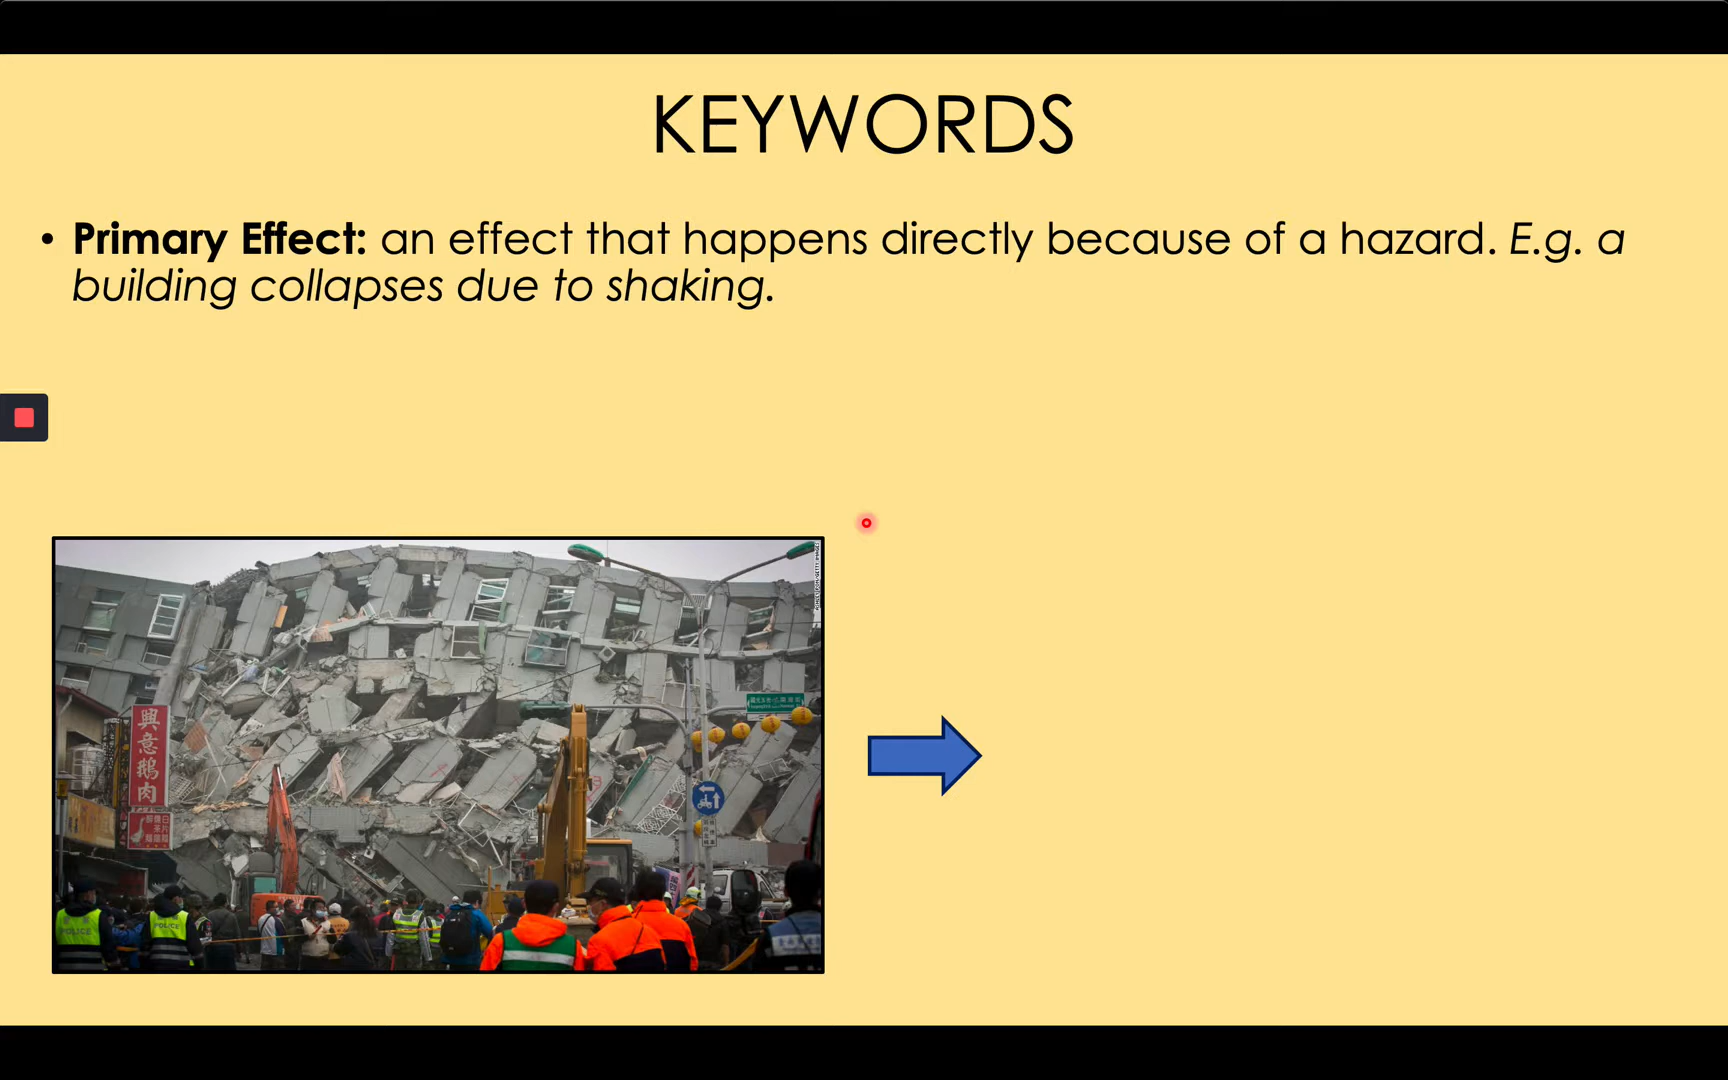 KEYWORDS
• Primary Effect: an effect that happens directly because of a hazard. E.g. a
building collapses due to shaking.
興意鵝肉
POLICE
POLICE